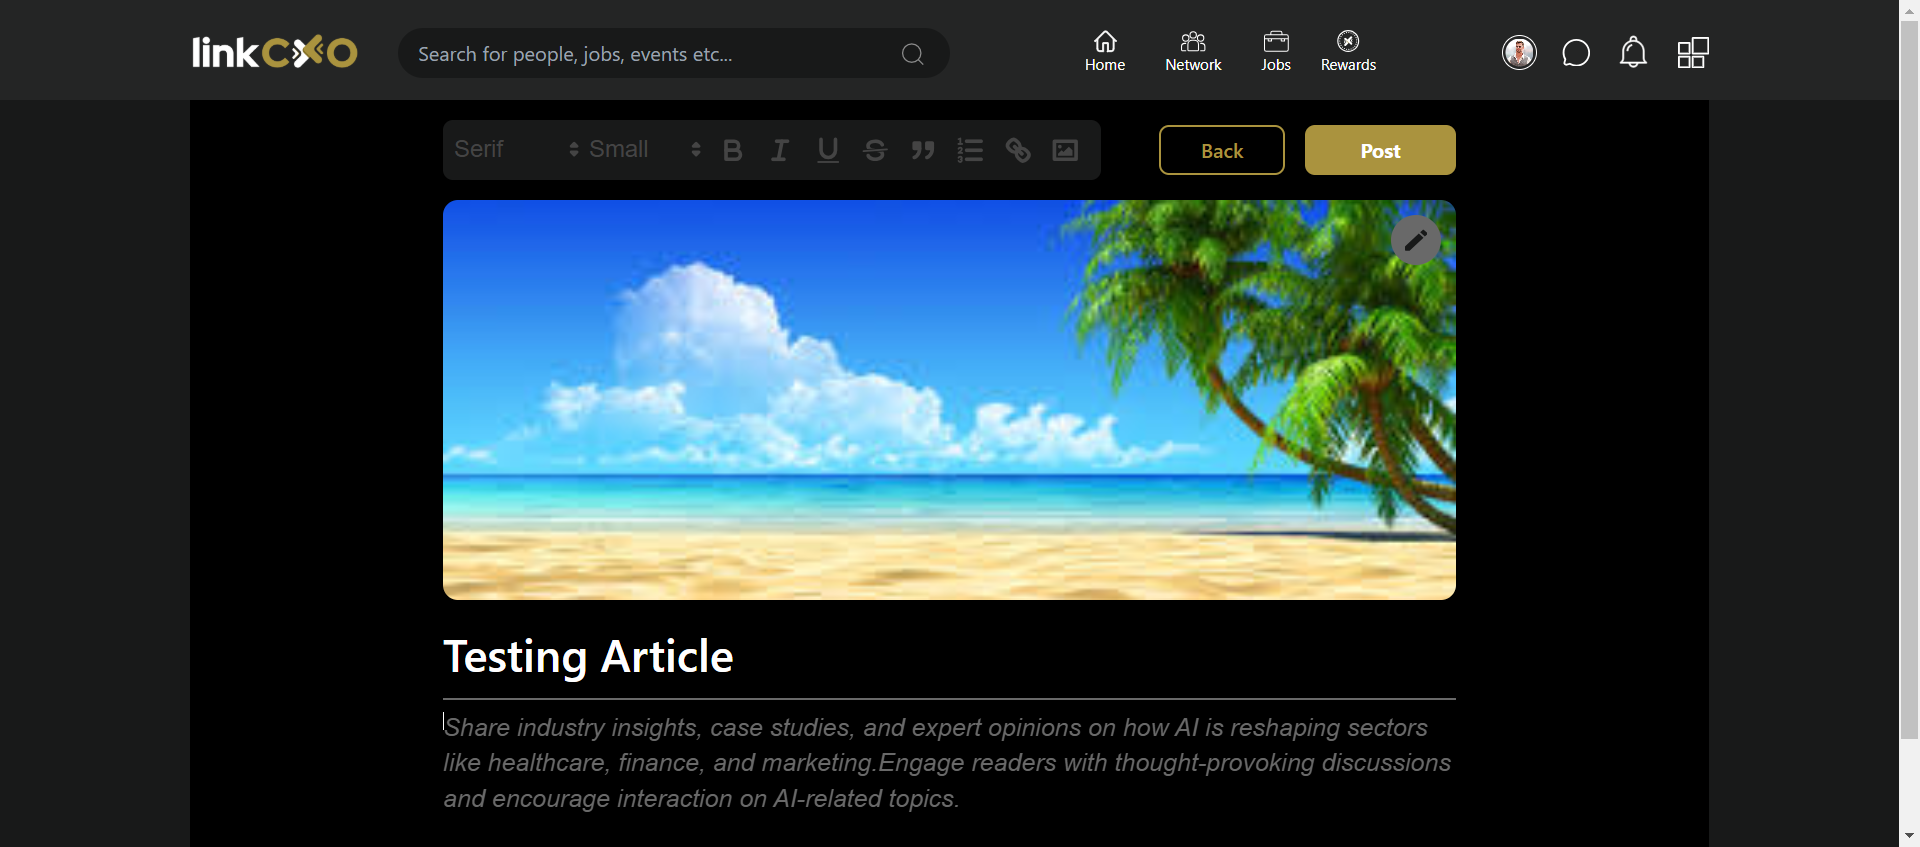 linkCXO
Search for people, jobs, events etc...
Home
Network
Jobs
Rewards
Serif
Small
Back
Post
Testing Article
Share industry insights, case studies, and expert opinions on how AI is reshaping sectors
like healthcare, finance, and marketing.Engage readers with thought-provoking discussions
and encourage interaction on AI-related topics.